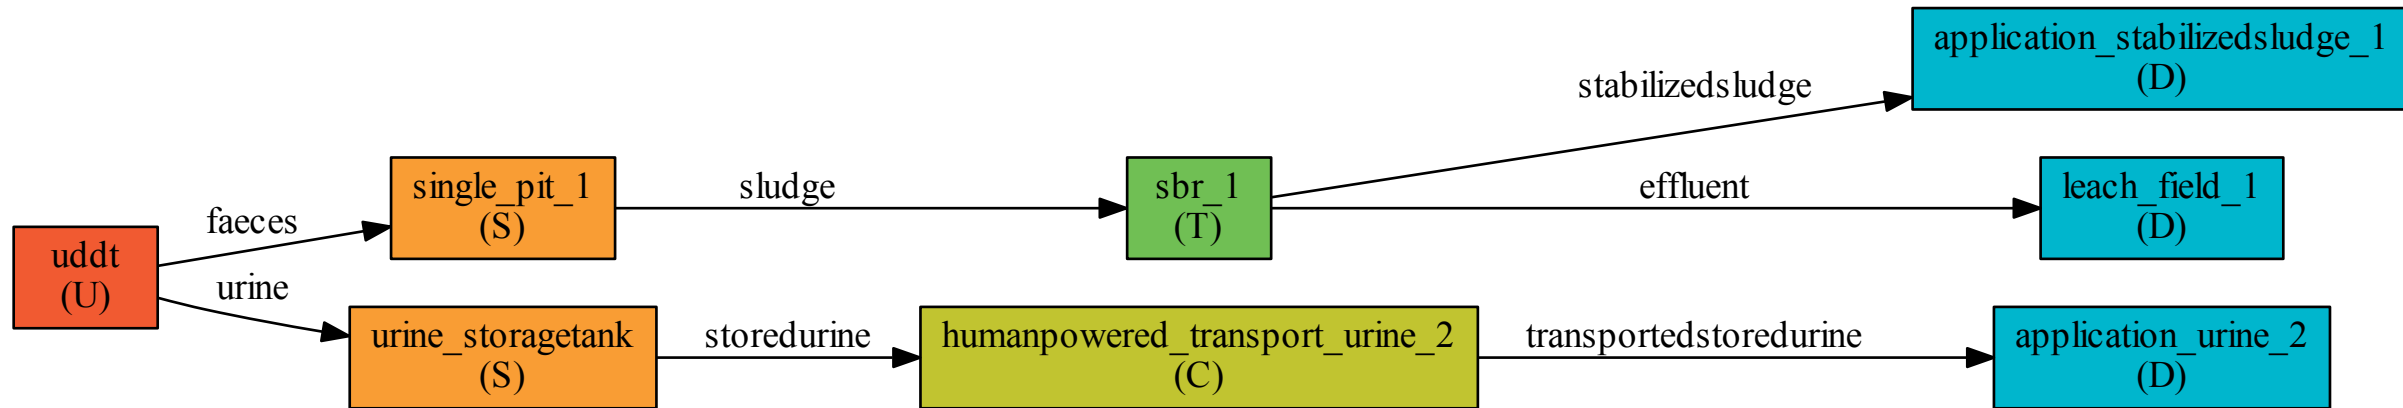 application_stabilizedsludge_1
(D)
stabilizedsludge
single_pit_1
(S)
sludge
sbr_1
(T)
effluent
leach_field_1
(D)
faeces
uddt
(U)
urine
urine_storagetank
(S)
storedurine
humanpowered_transport_urine_2
(C)
transportedstoredurine
application_urine_2
(D)